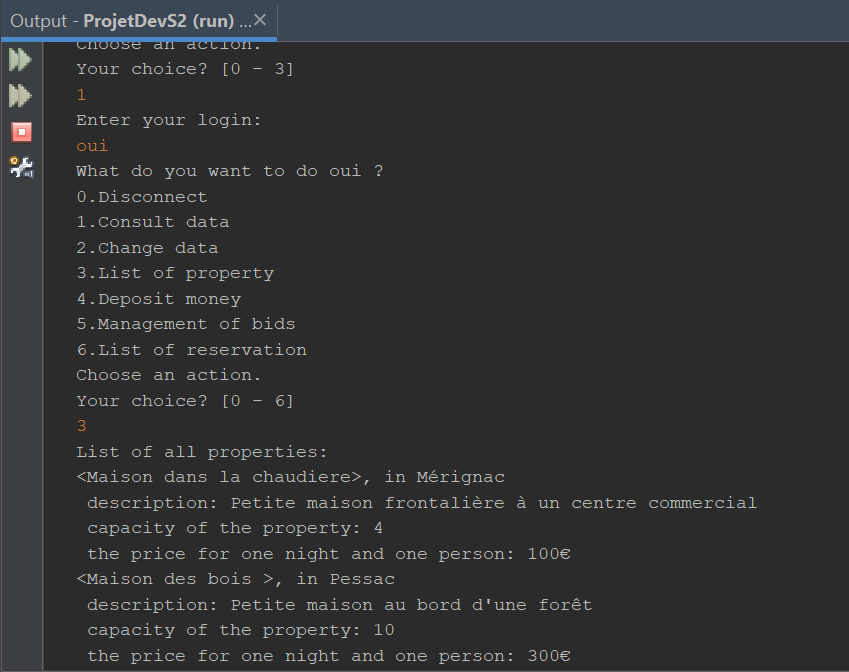 Output - ProjetDevS2 (run) ...
Choose an action.
Your choice? [0 - 3]
1
Enter your login:
oui
What do you want to do oui ?
0.Disconnect
1.Consult data
2.Change data
3.List of property
4.Deposit money
5.Management of bids
6.List of reservation
Choose an action.
Your choice? [0 - 6]
3
List of all properties:
<Maison dans la chaudiere>, in Mérignac
description: Petite maison frontalière à un centre commercial
capacity of the property: 4
the price for one night and one person: 100€
<Maison des bois >, in Pessac
description: Petite maison au bord d'une forêt
capacity of the property: 10
the price for one night and one person: 300€